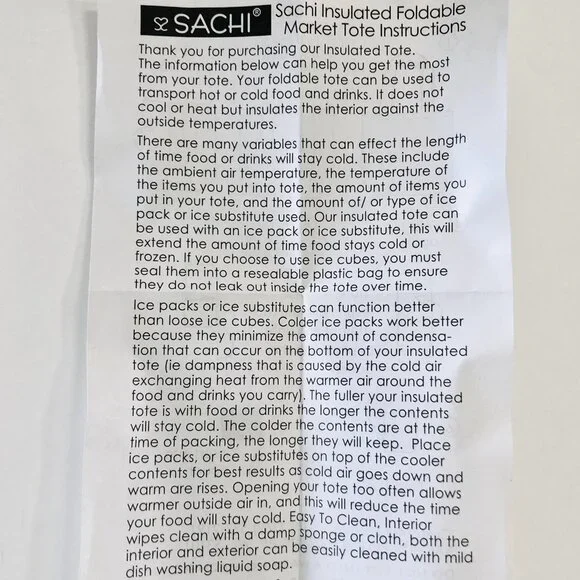 SACHI®
Sachi Insulated Foldable
Market Tote Instructions
Thank you for purchasing our Insulated Tote.
The information below can help you get the most
from your tote. Your foldable tote can be used to
transport hot or cold food and drinks. It does not
cool or heat but insulates the interior against the
outside temperatures.
There are many variables that can effect the length
of time food or drinks will stay cold. These include
the ambient air temperature, the temperature of
the items you put into tote, the amount of items you
put in your tote, and the amount of/ or type of ice
pack or ice substitute used. Our insulated tote can
be used with an ice pack or ice substitute, this will
extend the amount of time food stays cold or
frozen. If you choose to use ice cubes, you must
seal them into a resealable plastic bag to ensure
they do not leak out inside the tote over time.
Ice packs or ice substitutes can function better
than loose ice cubes. Colder ice packs work better
because they minimize the amount of condensa-
tion that can occur on the bottom of your insulated
tote (ie dampness that is caused by the cold air
exchanging heat from the warmer air around the
food and drinks you carry). The fuller your insulated
tote is with food or drinks the longer the contents
will stay cold. The colder the contents are at the
time of packing, the longer they will keep. Place
ice packs, or ice substitutes on top of the cooler
contents for best results as cold air goes down and
warm are rises. Opening your tote too often allows
warmer outside air in, and this will reduce the time
your food will stay cold. Easy To Clean, Interior
wipes clean with a damp sponge or cloth, both the
interior and exterior can be easily cleaned with mild
dish washing liquid soap.